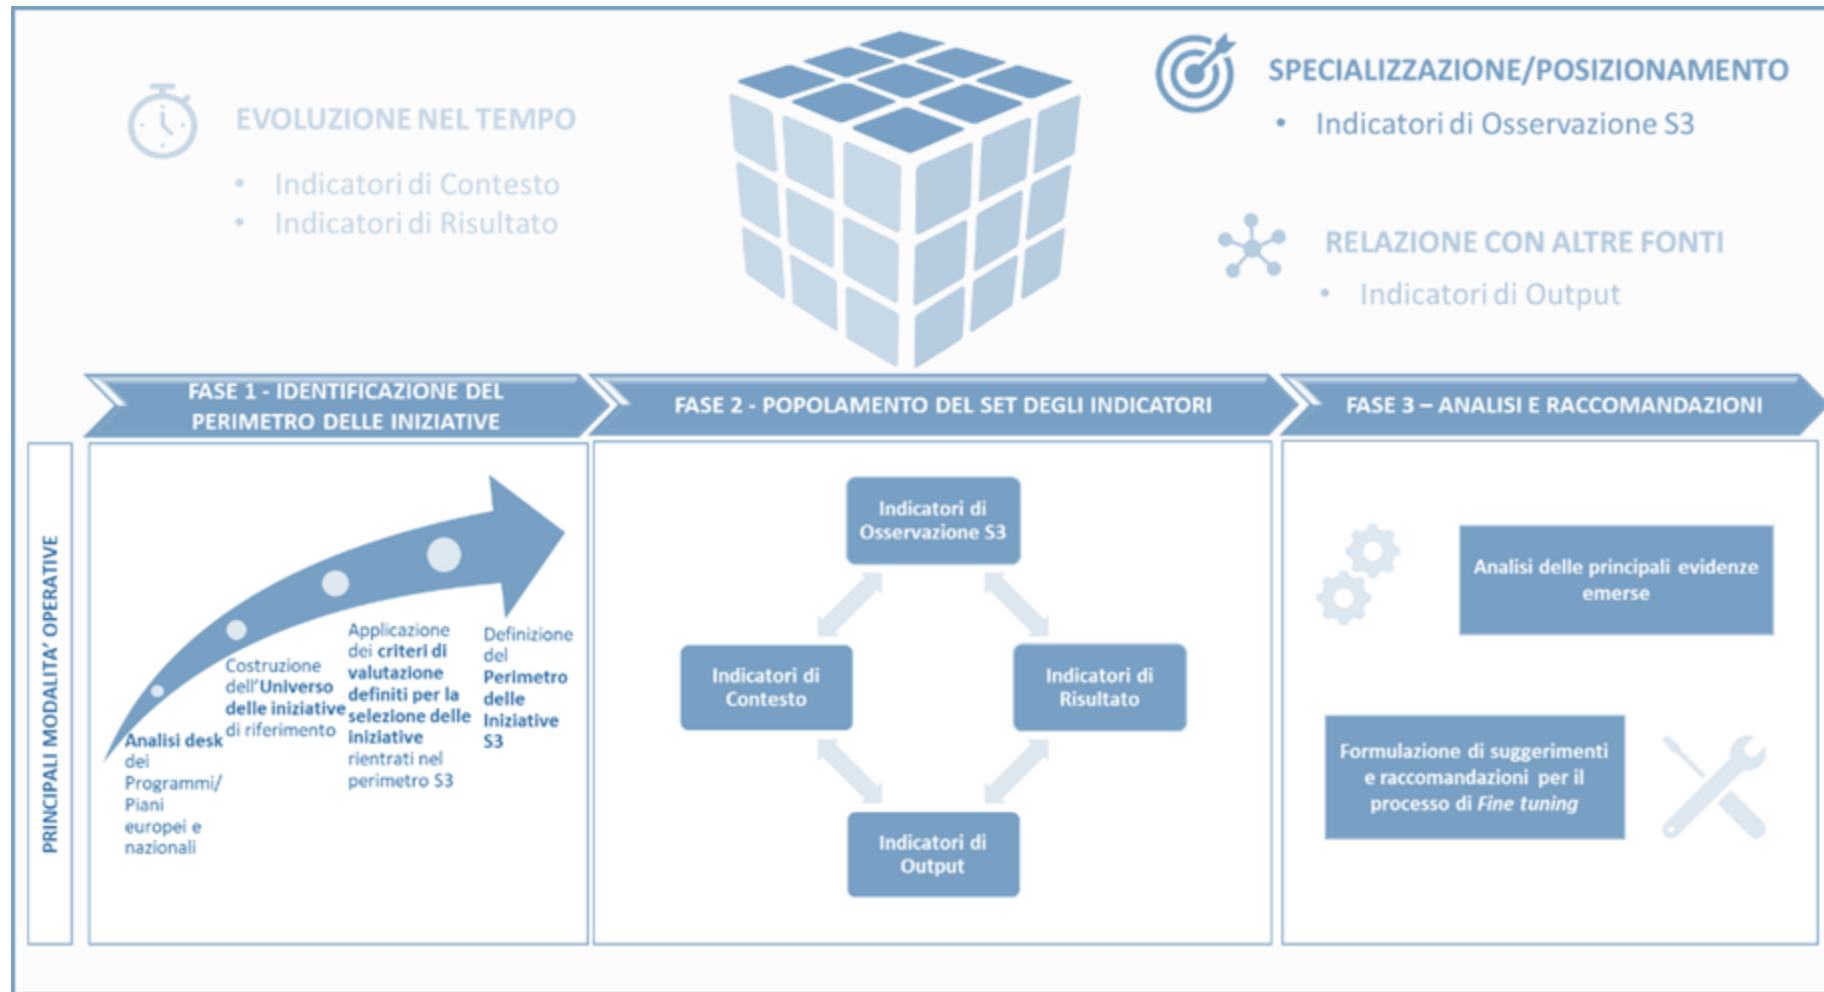 EVOLUZIONE NEL TEMPO
• Indicatori di Contesto
• Indicatori di Risultato
SPECIALIZZAZIONE/POSIZIONAMENTO
• Indicatori di Osservazione S3
RELAZIONE CON ALTRE FONTI
• Indicatori di Output
FASE 1 - IDENTIFICAZIONE DEL
PERIMETRO DELLE INIZIATIVE
FASE 2 - POPOLAMENTO DEL SET DEGLI INDICATORI
FASE 3 – ANALISI E RACCOMANDAZIONI
PRINCIPALI MODALITA’ OPERATIVE
Analisi desk
dei
Programmi/
Piani
europei e
nazionali
Costruzione
dell’Universo
delle iniziative
di riferimento
Applicazione
dei criteri di
valutazione
definiti per la
selezione delle
iniziative
rientrati nel
perimetro S3
Definizione
del
Perimetro
delle
Iniziative
S3
Indicatori di
Osservazione S3
Indicatori di
Contesto
Indicatori di
Risultato
Indicatori di
Output
Analisi delle principali evidenze
emerse
Formulazione di suggerimenti
e raccomandazioni per il
processo di Fine tuning